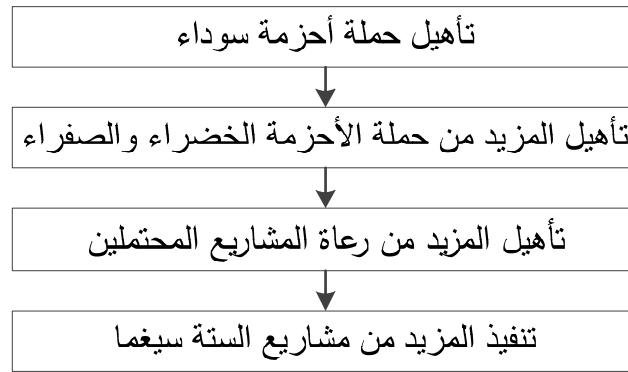 تأهيل حملة أحزمة سوداء
تأهيل المزيد من حملة الأحزمة الخضراء والصفراء
تأهيل المزيد من رعاة المشاريع المحتملين
تنفيذ المزيد من مشاريع الستة سيغما